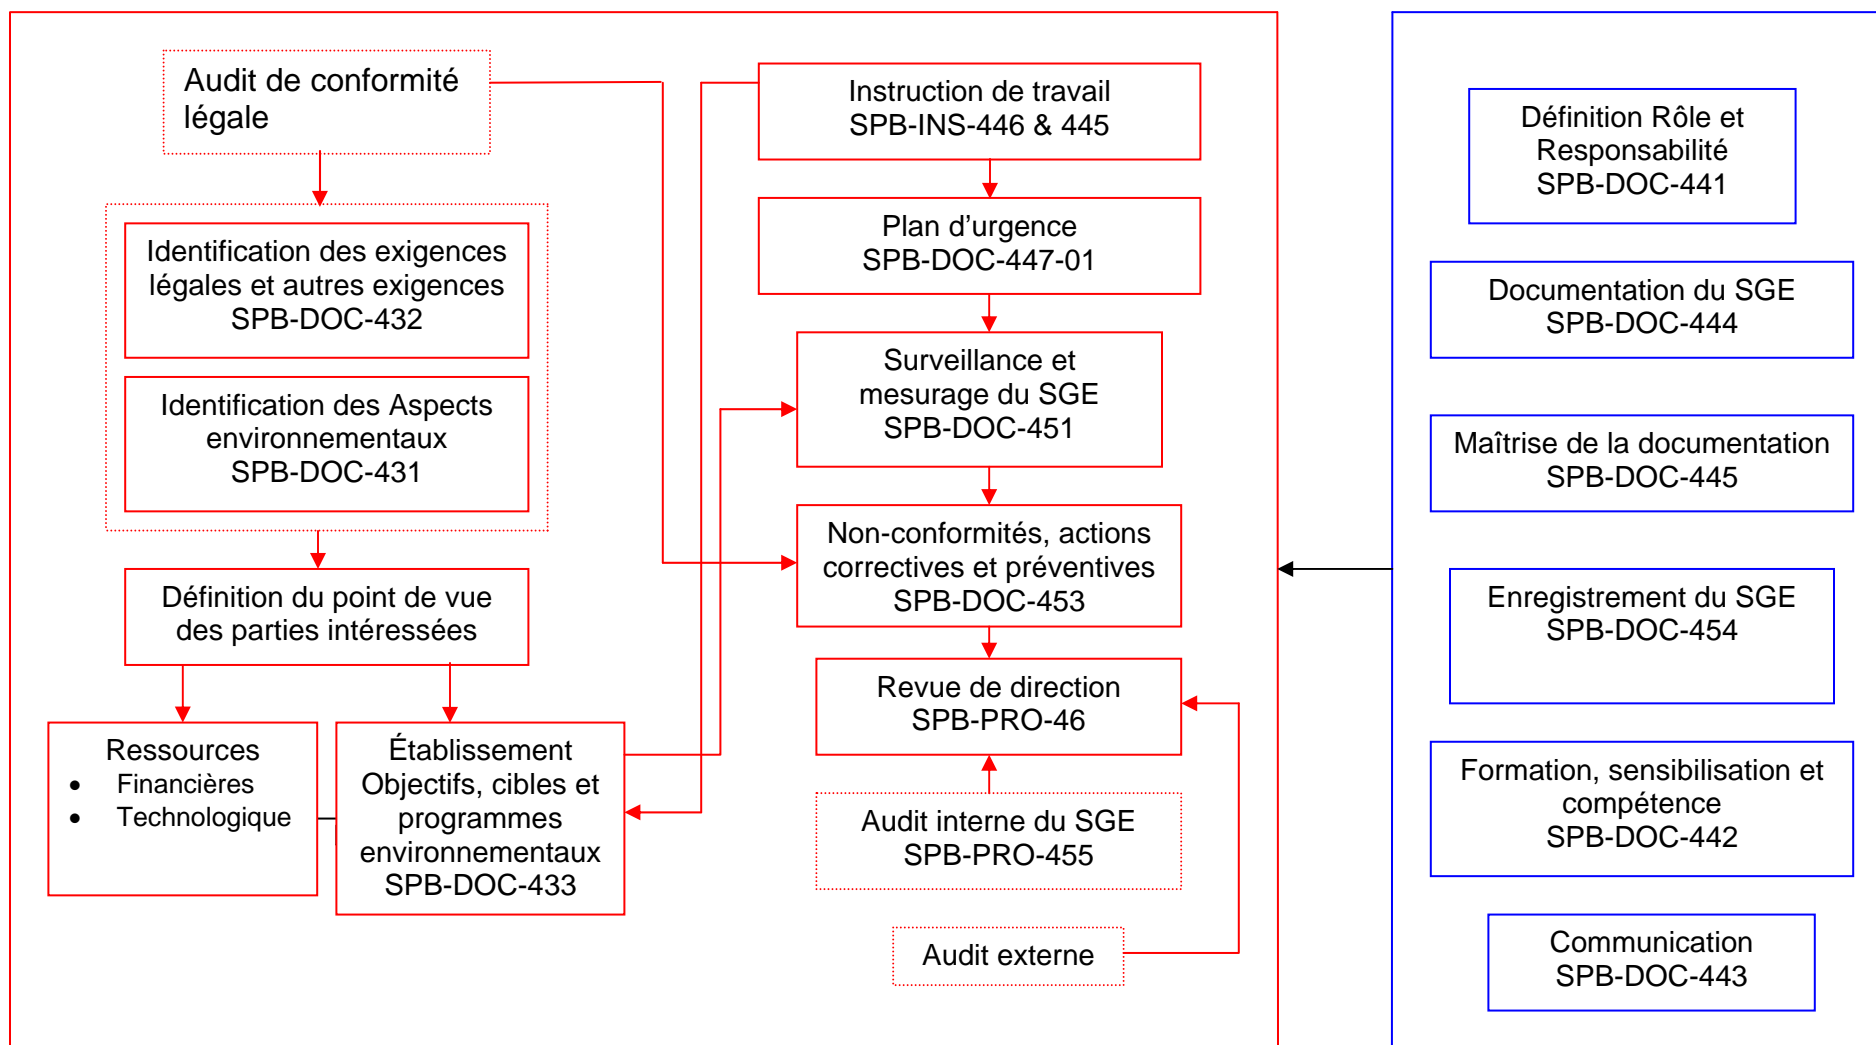 Audit de conformité
légale
Identification des exigences
légales et autres exigences
SPB-DOC-432
Identification des Aspects
environnementaux
SPB-DOC-431
Définition du point de vue
des parties intéressées
Ressources
• Financières
• Technologique
Établissement
Objectifs, cibles et
programmes
environnementaux
SPB-DOC-433
Instruction de travail
SPB-INS-446 & 445
Plan d’urgence
SPB-DOC-447-01
Surveillance et
mesurage du SGE
SPB-DOC-451
Non-conformités, actions
correctives et préventives
SPB-DOC-453
Revue de direction
SPB-PRO-46
Audit interne du SGE
SPB-PRO-455
Audit externe
Définition Rôle et
Responsabilité
SPB-DOC-441
Documentation du SGE
SPB-DOC-444
Maîtrise de la documentation
SPB-DOC-445
Enregistrement du SGE
SPB-DOC-454
Formation, sensibilisation et
compétence
SPB-DOC-442
Communication
SPB-DOC-443